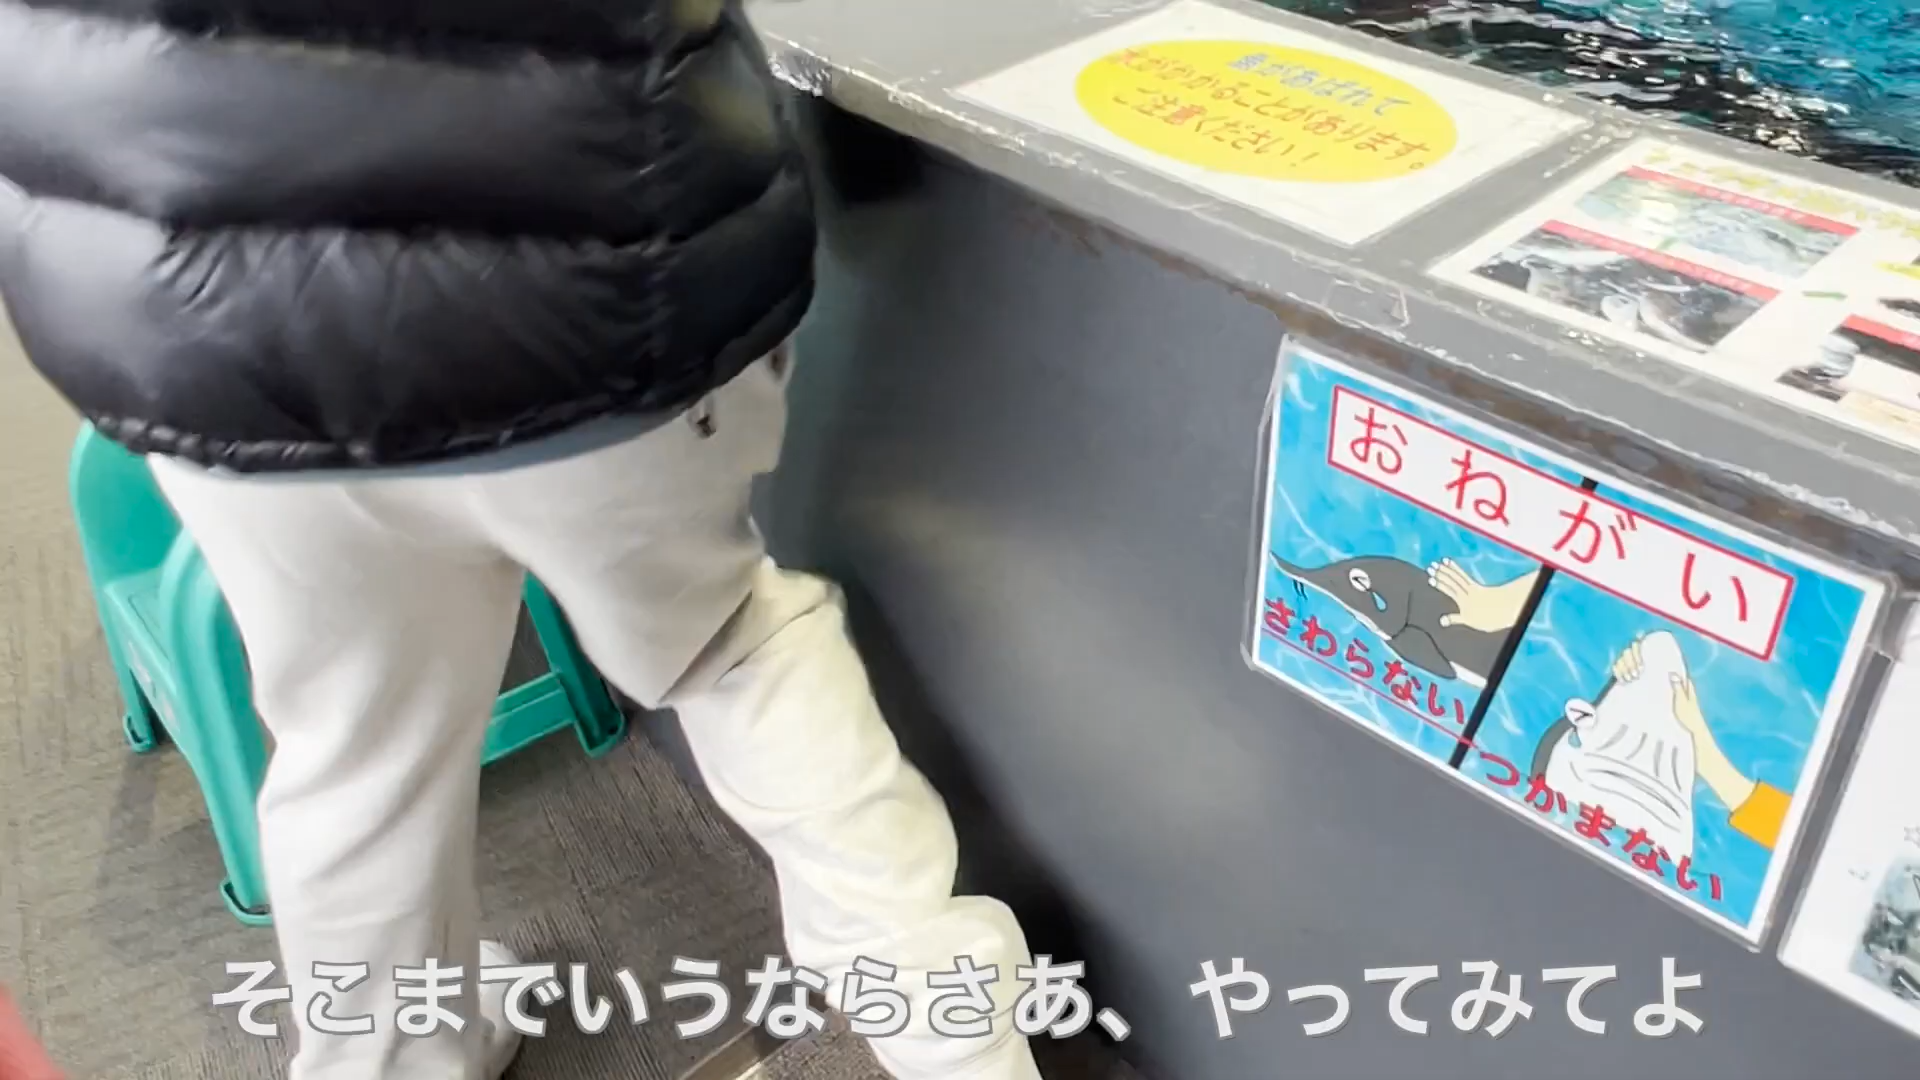 魚があばれて
水がかかることがあります。
ご注意ください!
おねがい
さわらない
つかまない
そこまでいうならさあ、やってみてよ